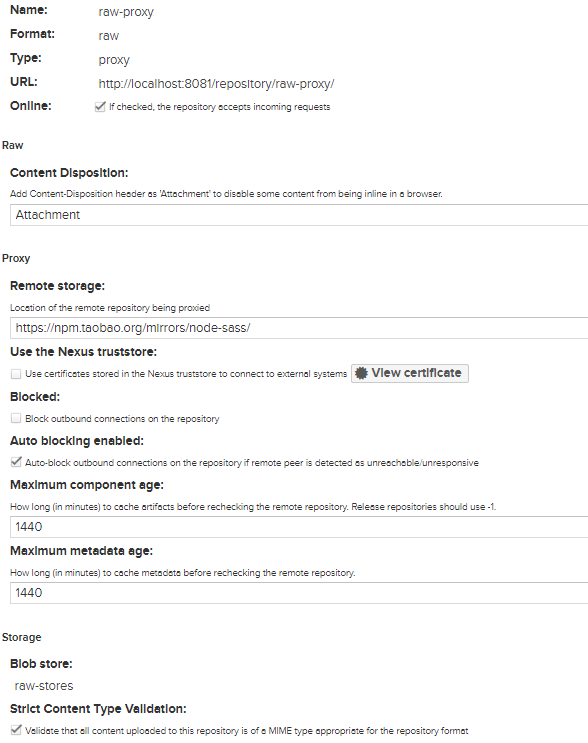 Name: raw-proxy
Format: raw
Type: proxy
URL: http://localhost:8081/repository/raw-proxy/
Online: If checked, the repository accepts incoming requests
Raw
Content Disposition:
Add Content-Disposition header as 'Attachment' to disable some content from being inline in a browser.
Attachment
Proxy
Remote storage:
Location of the remote repository being proxied
https://npm.taobao.org/mirrors/node-sass/
Use the Nexus truststore:
Use certificates stored in the Nexus truststore to connect to external systems View certificate
Blocked:
Block outbound connections on the repository
Auto blocking enabled:
Auto-block outbound connections on the repository if remote peer is detected as unreachable/unresponsive
Maximum component age:
How long (in minutes) to cache artifacts before rechecking the remote repository. Release repositories should use -1.
1440
Maximum metadata age:
How long (in minutes) to cache metadata before rechecking the remote repository.
1440
Storage
Blob store:
raw-stores
Strict Content Type Validation:
Validate that all content uploaded to this repository is of a MIME type appropriate for the repository format